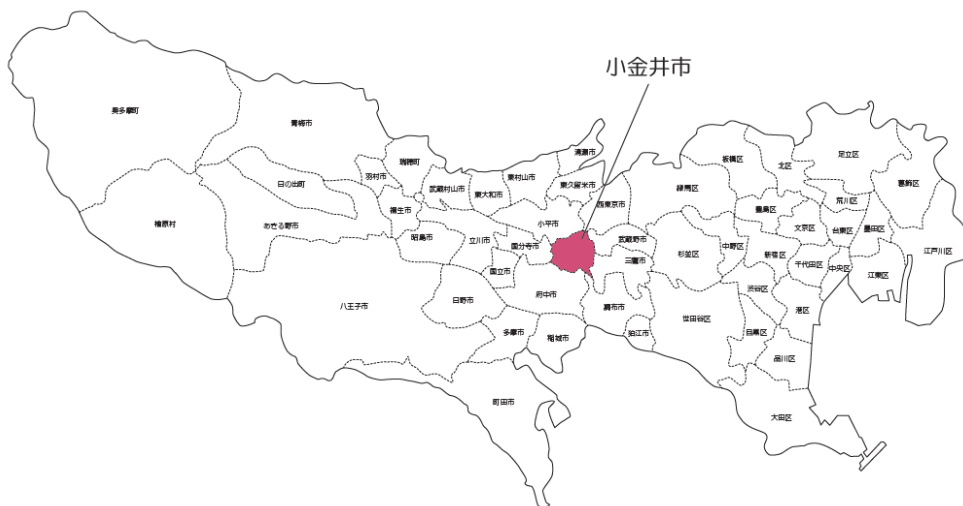 小金井市
奥多摩町
青梅市
瑞穂町
羽村市
日の出町
福生市
檜原村
あきる野市
昭島市
武蔵村山市
東大和市
東村山市
清瀬市
東久留米市
西東京市
小平市
立川市
国分寺市
国立市
武蔵野市
三鷹市
府中市
調布市
狛江市
日野市
八王子市
多摩市
稲城市
町田市
練馬区
板橋区
北区
足立区
葛飾区
荒川区
豊島区
文京区
台東区
墨田区
江戸川区
杉並区
中野区
新宿区
千代田区
中央区
江東区
渋谷区
港区
世田谷区
目黒区
品川区
大田区